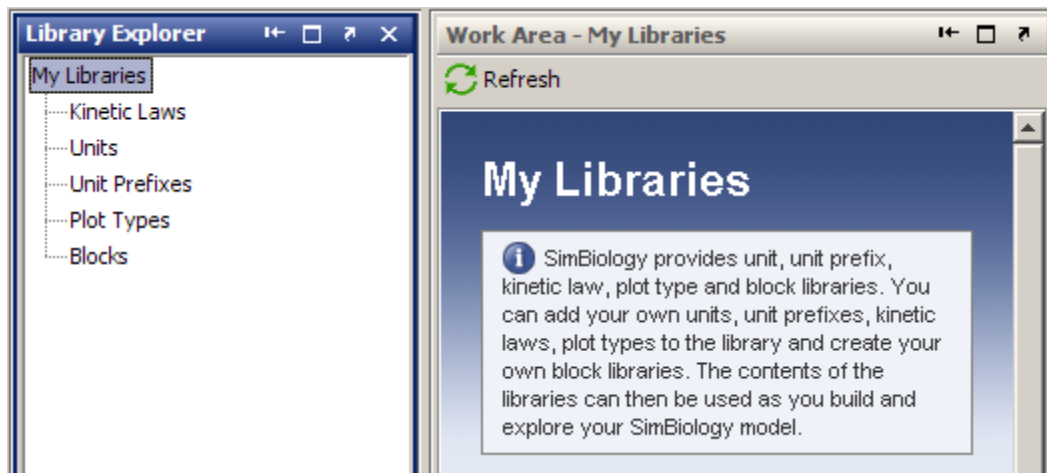 Library Explorer
My Libraries
Kinetic Laws
Units
Unit Prefixes
Plot Types
Blocks
Work Area - My Libraries
Refresh
My Libraries
SimBiology provides unit, unit prefix,
kinetic law, plot type and block libraries. You
can add your own units, unit prefixes, kinetic
laws, plot types to the library and create your
own block libraries. The contents of the
libraries can then be used as you build and
explore your SimBiology model.